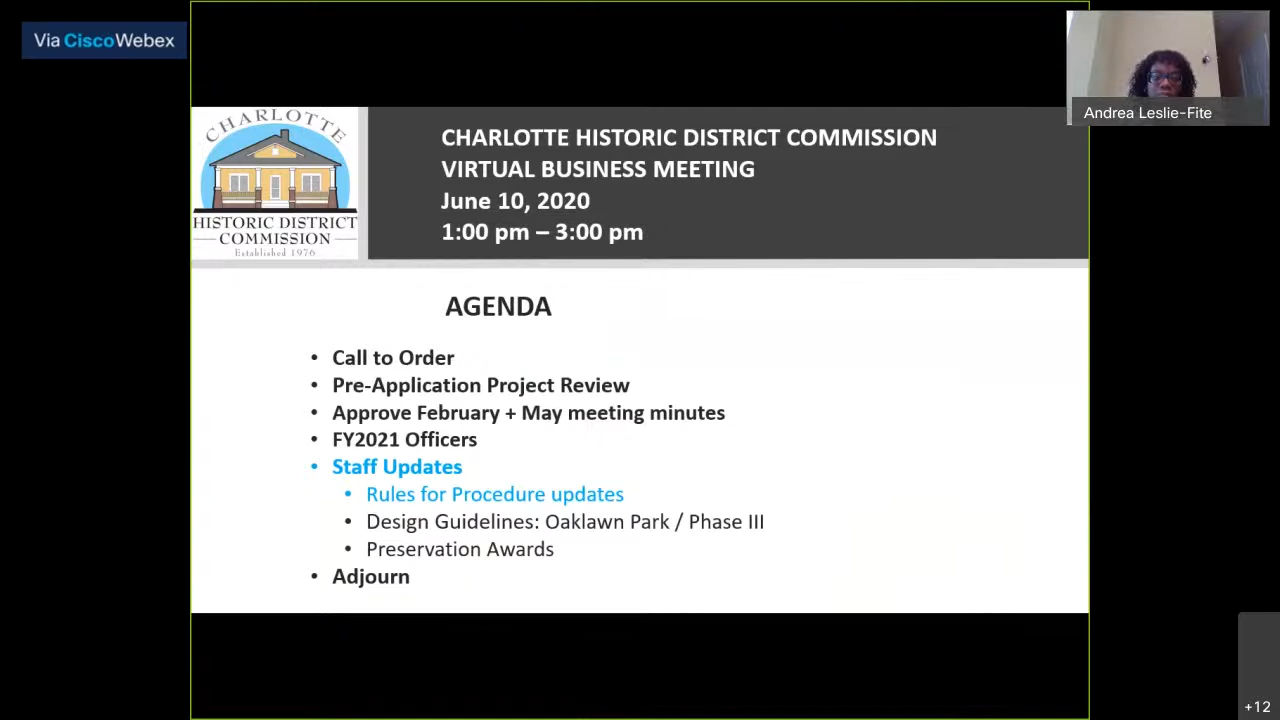 Via CiscoWebex
Andrea Leslie-Fite
CHARLOTTE
HISTORIC DISTRICT
COMMISSION
Established 1976
CHARLOTTE HISTORIC DISTRICT COMMISSION
VIRTUAL BUSINESS MEETING
June 10, 2020
1:00 pm – 3:00 pm
AGENDA
• Call to Order
• Pre-Application Project Review
• Approve February + May meeting minutes
• FY2021 Officers
• Staff Updates
• Rules for Procedure updates
• Design Guidelines: Oaklawn Park / Phase III
• Preservation Awards
• Adjourn
+12